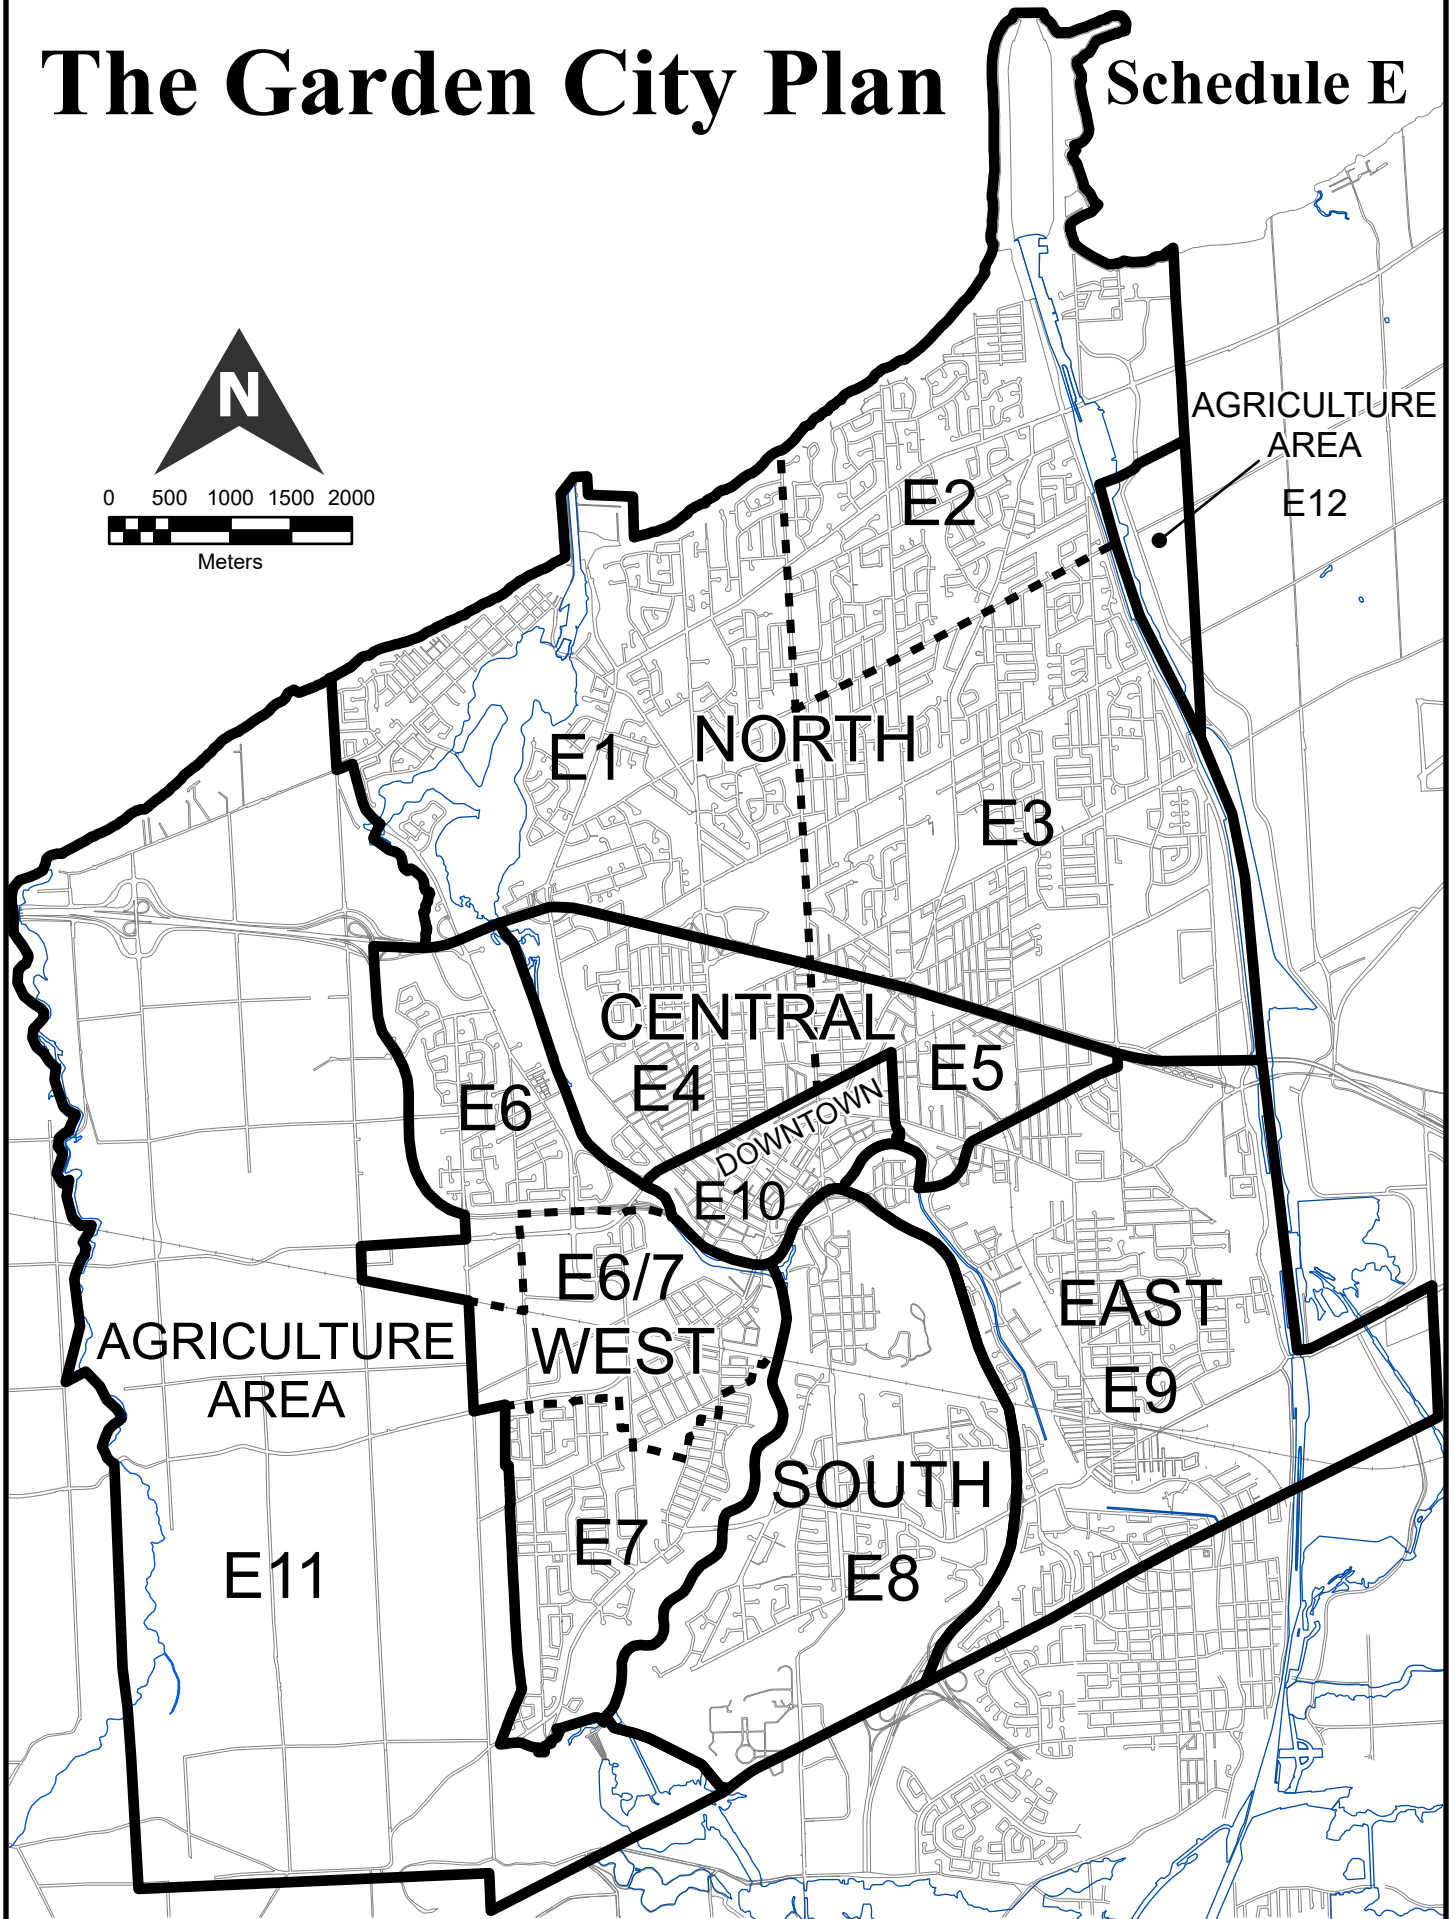 The Garden City Plan
Schedule E
N
0 500 1000 1500 2000
Meters
AGRICULTURE
AREA
E12
E2
NORTH
E1
E3
CENTRAL
E4
E5
E6
DOWNTOWN
E10
E6/7
WEST
EAST
E9
AGRICULTURE
AREA
SOUTH
E7
E8
E11